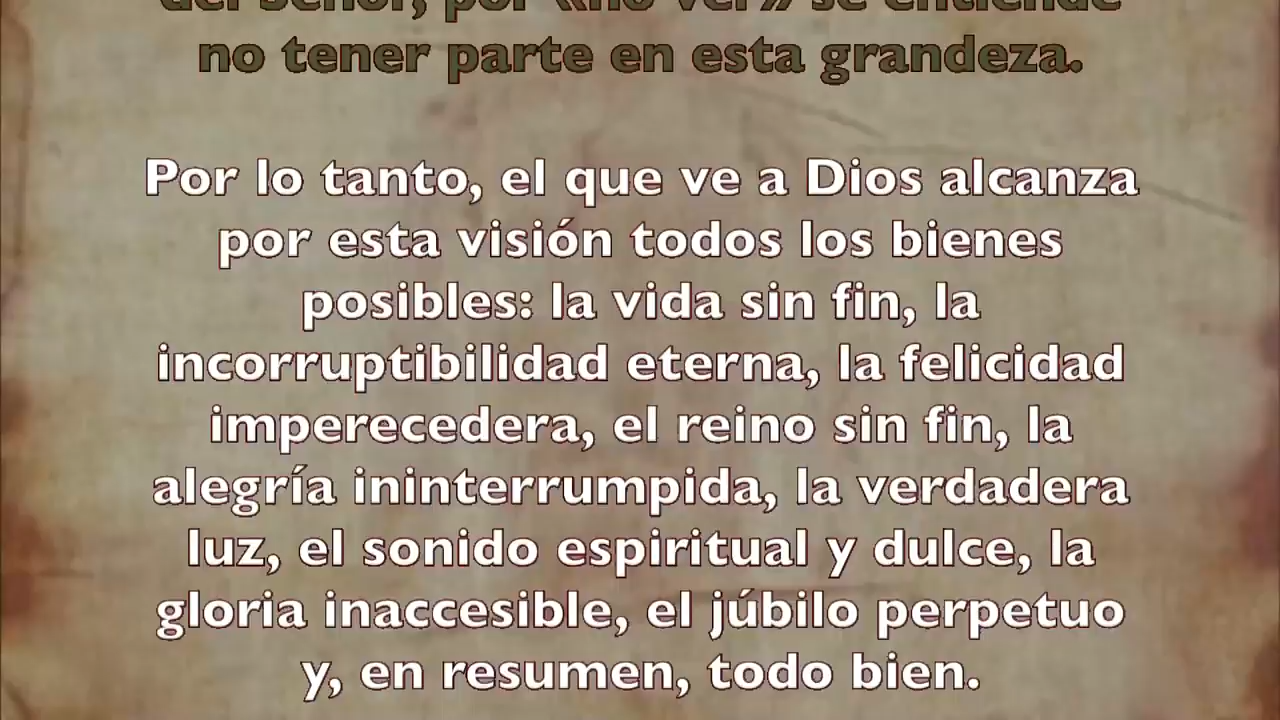 del Señor, por «no ver» se entiende
no tener parte en esta grandeza.
Por lo tanto, el que ve a Dios alcanza
por esta visión todos los bienes
posibles: la vida sin fin, la
incorruptibilidad eterna, la felicidad
imperecedera, el reino sin fin, la
alegría ininterrumpida, la verdadera
luz, el sonido espiritual y dulce, la
gloria inaccesible, el júbilo perpetuo
y, en resumen, todo bien.